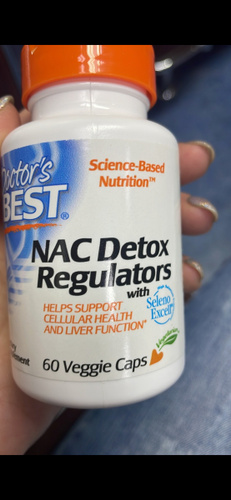 Doctor's
BEST®
Science-Based
Nutrition™
NAC Detox
Regulators
with
Seleno
Excell®
HELPS SUPPORT
CELLULAR HEALTH
AND LIVER FUNCTION*
Vegetarian
60 Veggie Caps